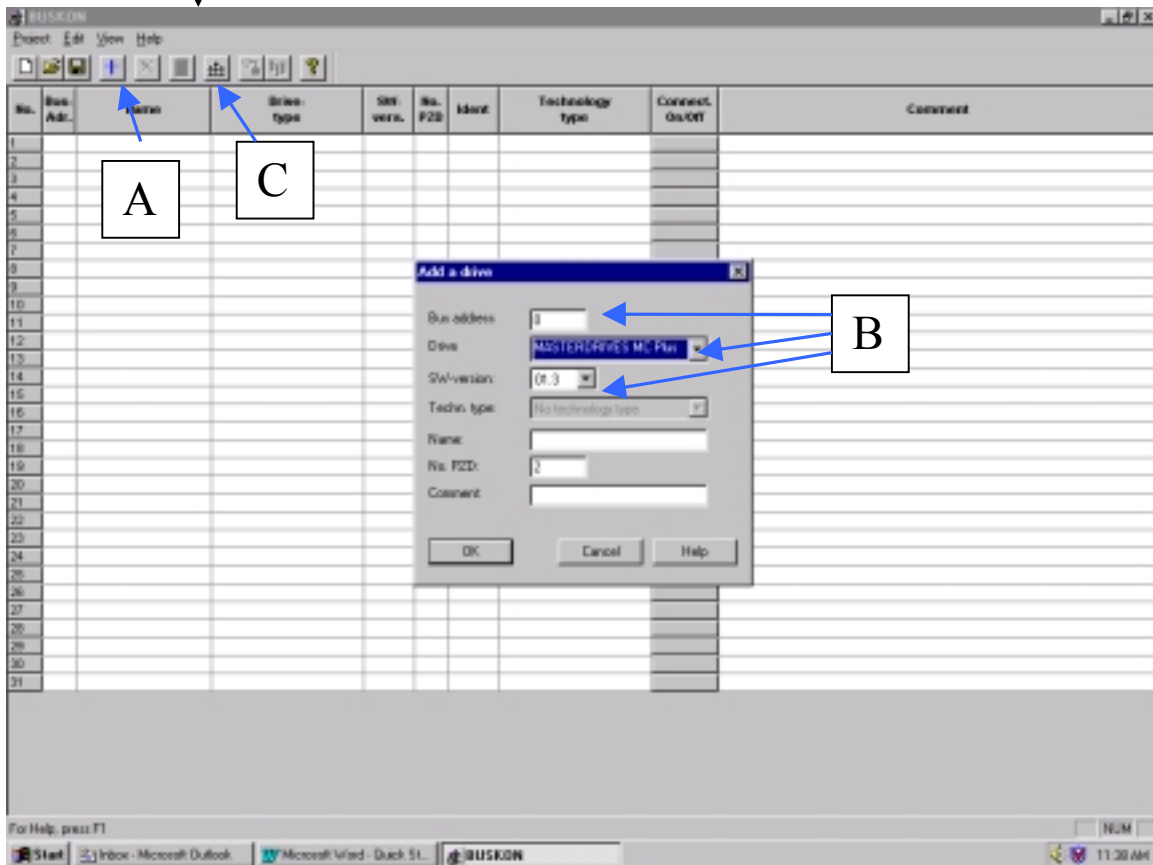 BUSKON
Project Edit View Help
No. Bus- Adr. Name Drive- type SW- vers. No. PZD Ident Technology type Connect. On/Off Comment
1
2
3
4
5
6
7
8
9
10
11
12
13
14
15
16
17
18
19
20
21
22
23
24
25
26
27
28
29
30
31
A
C
B
Add a drive
Bus address
Drive MASTERDRIVES MC Plus
SW-version: 01.3
Techn. type: No technology type
Name:
No. PZD: 2
Comment:
OK Cancel Help
For Help, press F1 NUM
Start Inbox - Microsoft Outlook Microsoft Word - Quick St... BUSKON 11:38 AM